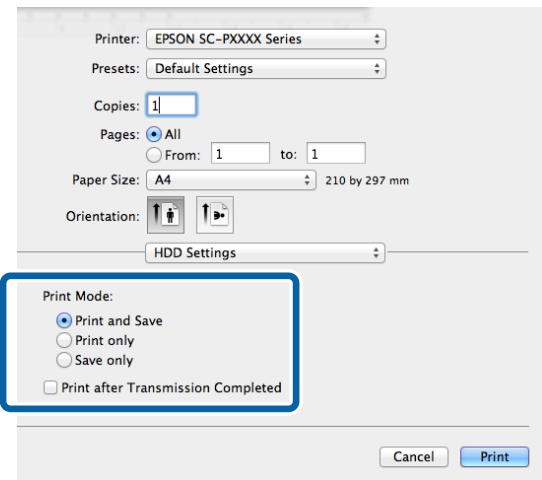 Printer: EPSON SC-PXXXX Series
Presets: Default Settings
Copies: 1
Pages: All
From: 1 to: 1
Paper Size: A4 210 by 297 mm
Orientation:
HDD Settings
Print Mode:
Print and Save
Print only
Save only
Print after Transmission Completed
Cancel Print